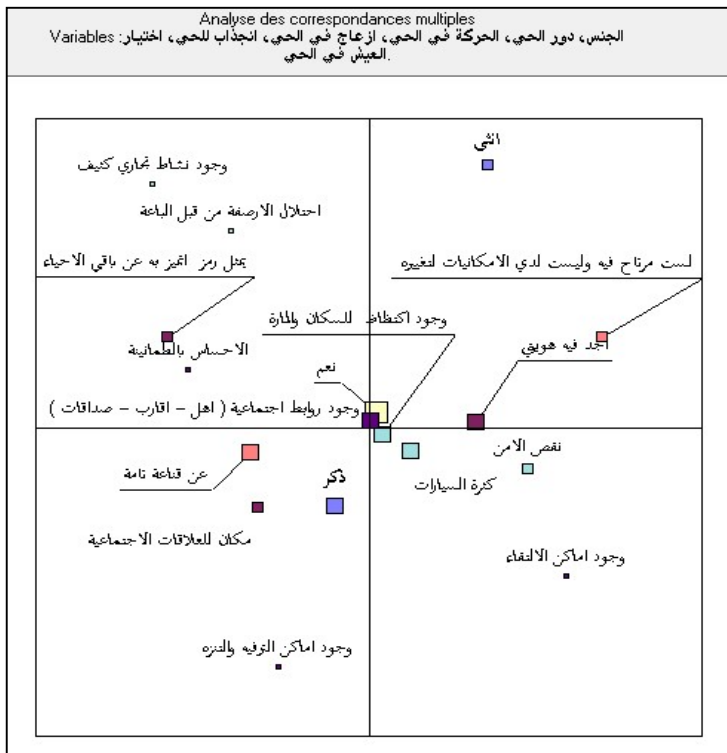 Analyse des correspondances multiples
Variables :الجنس، دور الحي، الحركة في الحي، ازعاج في الحي، انجذاب للحي، اختيار
العيش في الحي.
انثى
وجود نشاط تجاري كثيف
احتلال الارصفة من قبل الباعة
لست مرتاح فيه وليست لدي الامكانيات لتغييره
يمثل رمز اتميز به عن باقي الاحياء
وجود اكتظاظ للسكان والمارة
اجد فيه هويتي
الاحساس بالطمانينة
نعم
وجود روابط اجتماعية ( اهل - اقارب - صداقات )
نقص الامن
عن قناعة تامة
ذكر
كثرة السيارات
مكان للعلاقات الاجتماعية
وجود اماكن الالتقاء
وجود اماكن الترفيه والتنزه